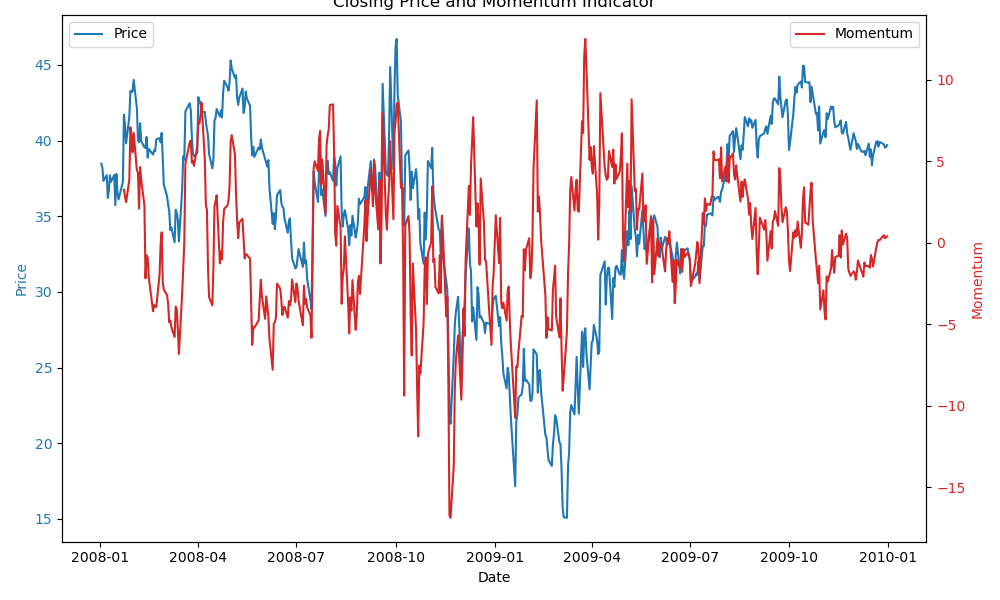 Closing Price and Momentum Indicator
Price
Momentum
45
40
35
30
25
20
15
Price
10
5
0
−5
−10
−15
Momentum
2008-01 2008-04 2008-07 2008-10 2009-01 2009-04 2009-07 2009-10 2010-01
Date